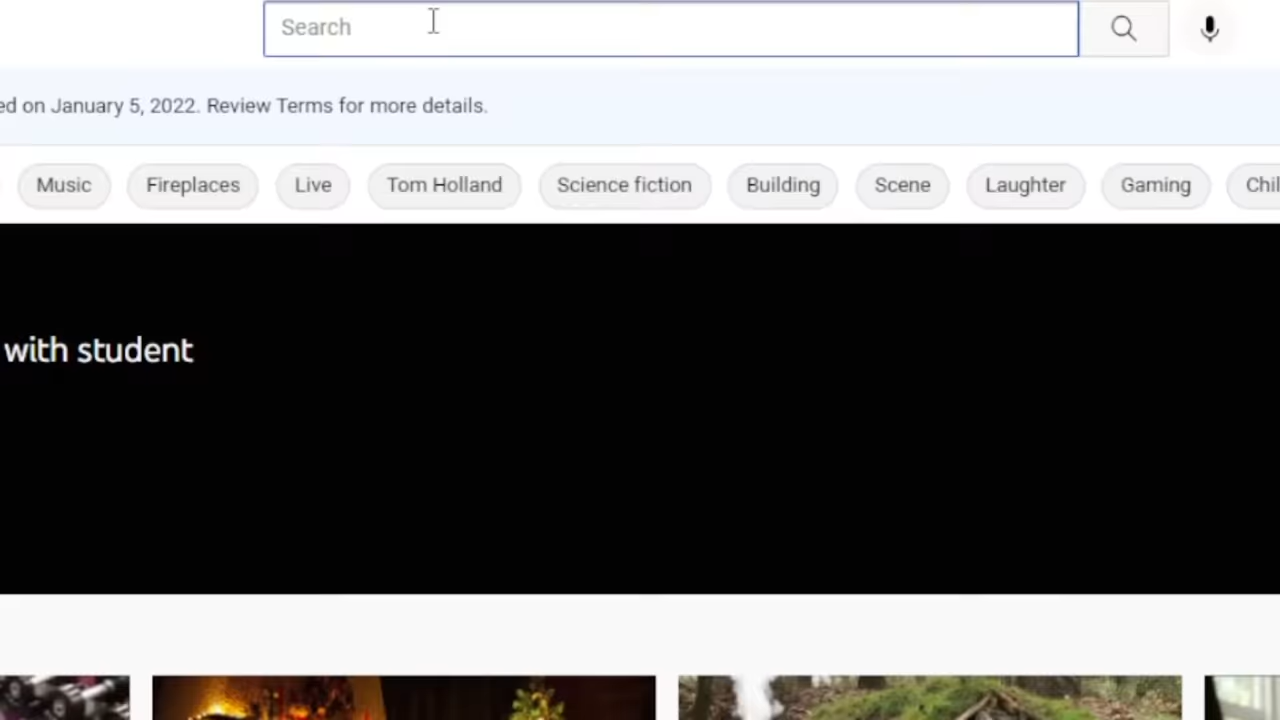 Search
ed on January 5, 2022. Review Terms for more details.
Music Fireplaces Live Tom Holland Science fiction Building Scene Laughter Gaming Chil
with student